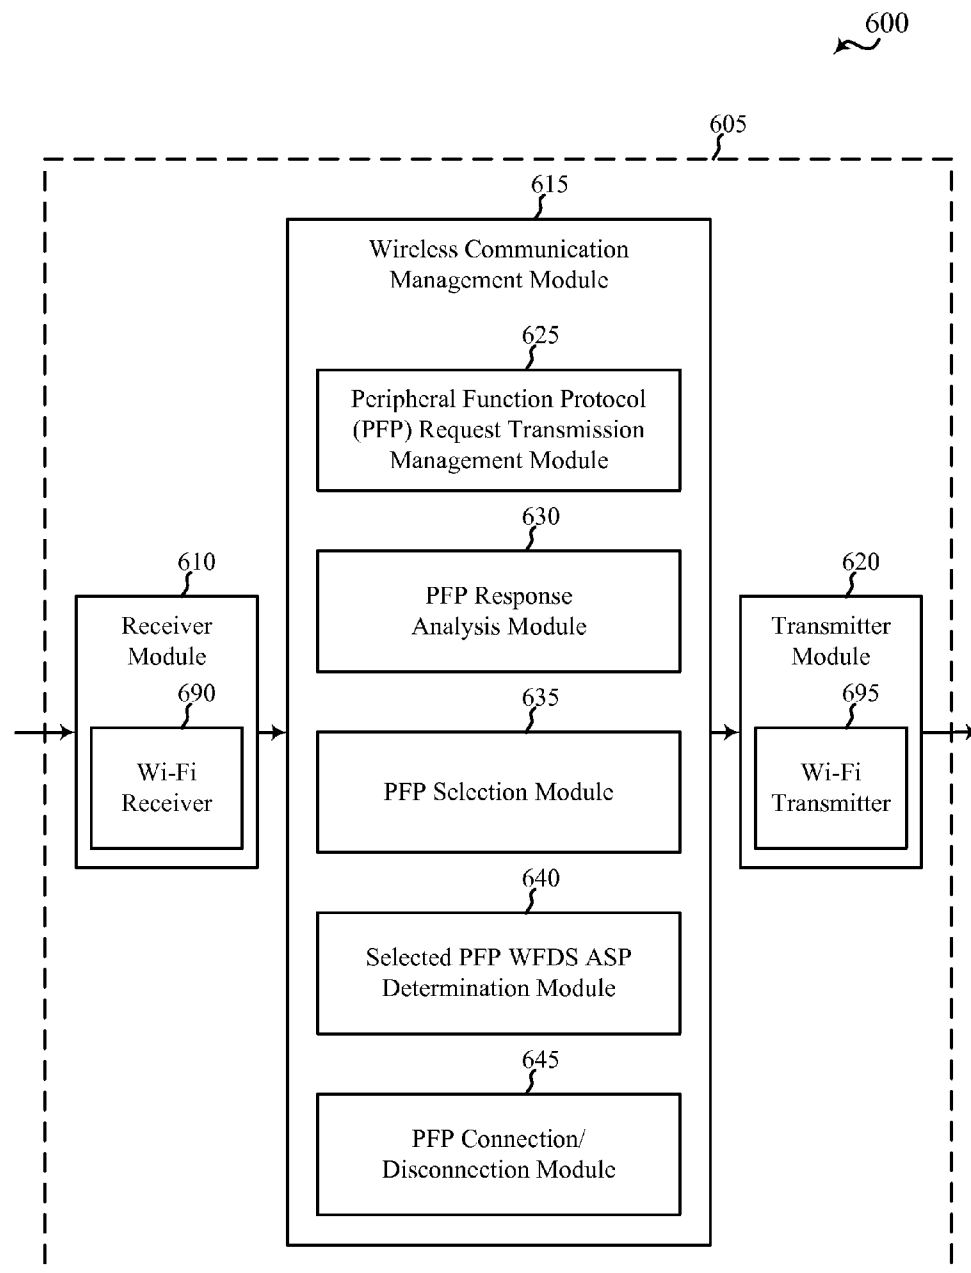 600
605
615
Wireless Communication
Management Module
625
Peripheral Function Protocol
(PFP) Request Transmission
Management Module
630
PFP Response
Analysis Module
610
Receiver
Module
690
Wi-Fi
Receiver
635
PFP Selection Module
620
Transmitter
Module
695
Wi-Fi
Transmitter
640
Selected PFP WFDS ASP
Determination Module
645
PFP Connection/
Disconnection Module